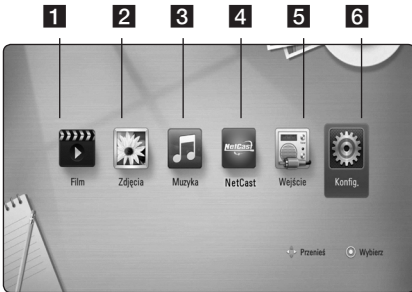 1 2 3 4 5 6
NetCast
Film Zdjęcia Muzyka NetCast Wejście Konfig.
Przenieś Wybierz